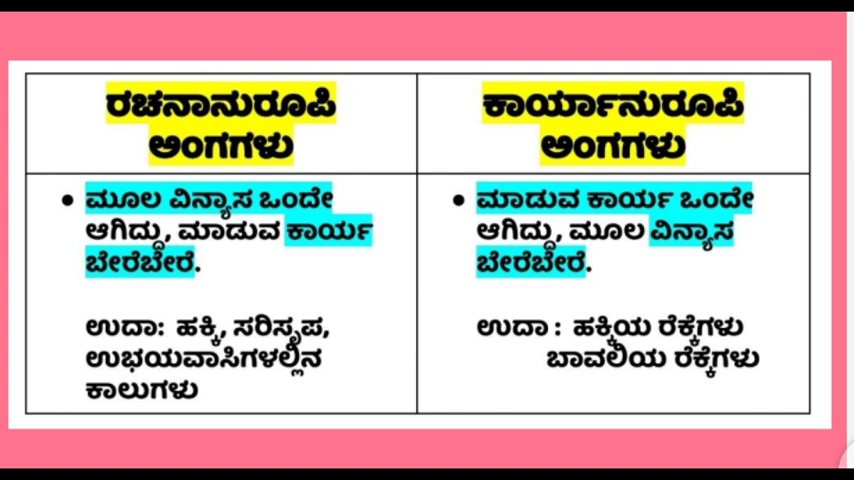 ರಚನಾನುರೂಪಿ
ಅಂಗಗಳು
ಕಾರ್ಯಾನುರೂಪಿ
ಅಂಗಗಳು
• ಮೂಲ ವಿನ್ಯಾಸ ಒಂದೇ
ಆಗಿದ್ದು, ಮಾಡುವ ಕಾರ್ಯ
ಬೇರೆಬೇರೆ.
ಉದಾ: ಹಕ್ಕಿ, ಸರಿಸೃಪ,
ಉಭಯವಾಸಿಗಳಲ್ಲಿನ
ಕಾಲುಗಳು
• ಮಾಡುವ ಕಾರ್ಯ ಒಂದೇ
ಆಗಿದ್ದು, ಮೂಲ ವಿನ್ಯಾಸ
ಬೇರೆಬೇರೆ.
ಉದಾ : ಹಕ್ಕಿಯ ರೆಕ್ಕೆಗಳು
ಬಾವಲಿಯ ರೆಕ್ಕೆಗಳು